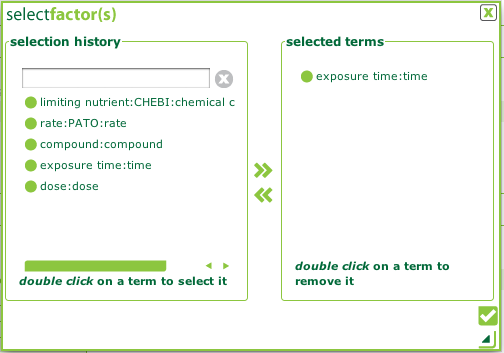 selectfactor(s)
selection history
limiting nutrient:CHEBI:chemical c
rate:PATO:rate
compound:compound
exposure time:time
dose:dose
double click on a term to select it
selected terms
exposure time:time
double click on a term to
remove it